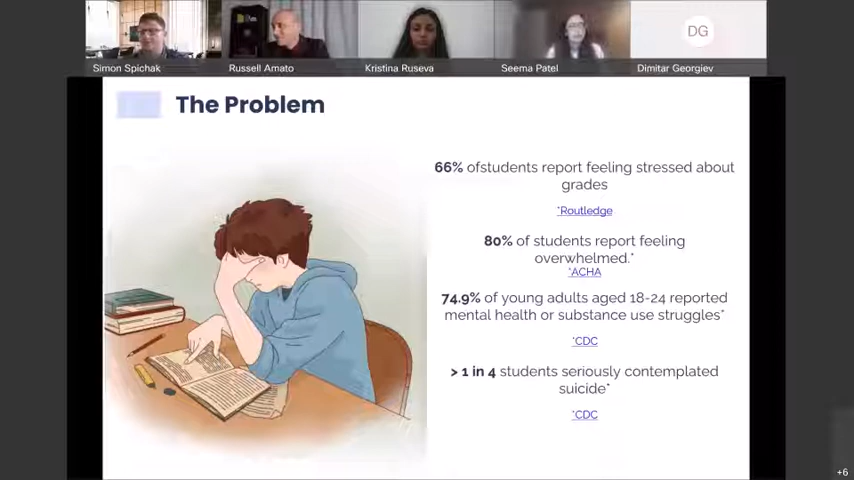 DG
Simon Spichak
Russell Amato
Kristina Ruseva
Seema Patel
Dimitar Georgiev
The Problem
66% ofstudents report feeling stressed about
grades
*Routledge
80% of students report feeling
overwhelmed.*
*ACHA
74.9% of young adults aged 18-24 reported
mental health or substance use struggles*
*CDC
> 1 in 4 students seriously contemplated
suicide*
*CDC
+6